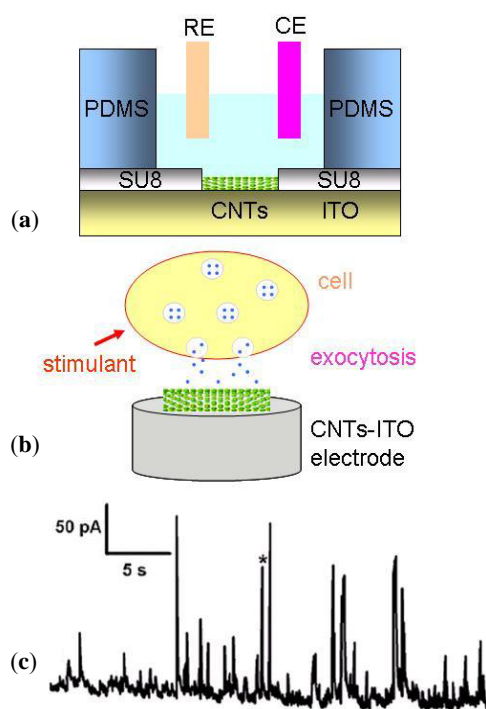 RE CE
PDMS PDMS
SU8 SU8
CNTs ITO
(a)
cell
stimulant
exocytosis
CNTs-ITO
electrode
(b)
50 pA
5 s
*
(c)